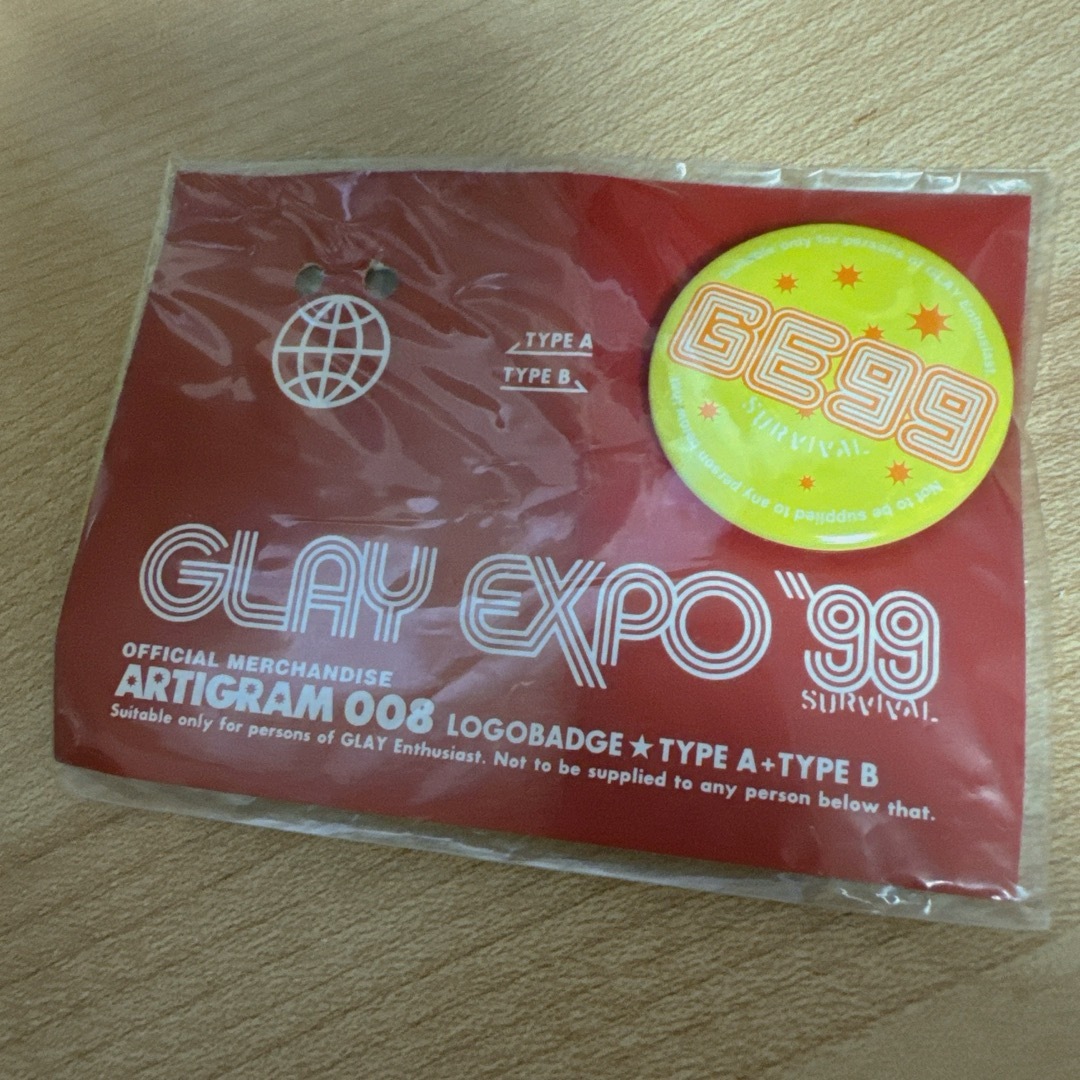 TYPE A
TYPE B
Suitable only for persons of GLAY Enthusiast
GE99
SURVIVAL
Not to be supplied to any person
GLAY EXPO '99
SURVIVAL
OFFICIAL MERCHANDISE
ARTIGRAM 008 LOGOBADGE★TYPE A+TYPE B
Suitable only for persons of GLAY Enthusiast. Not to be supplied to any person below that.